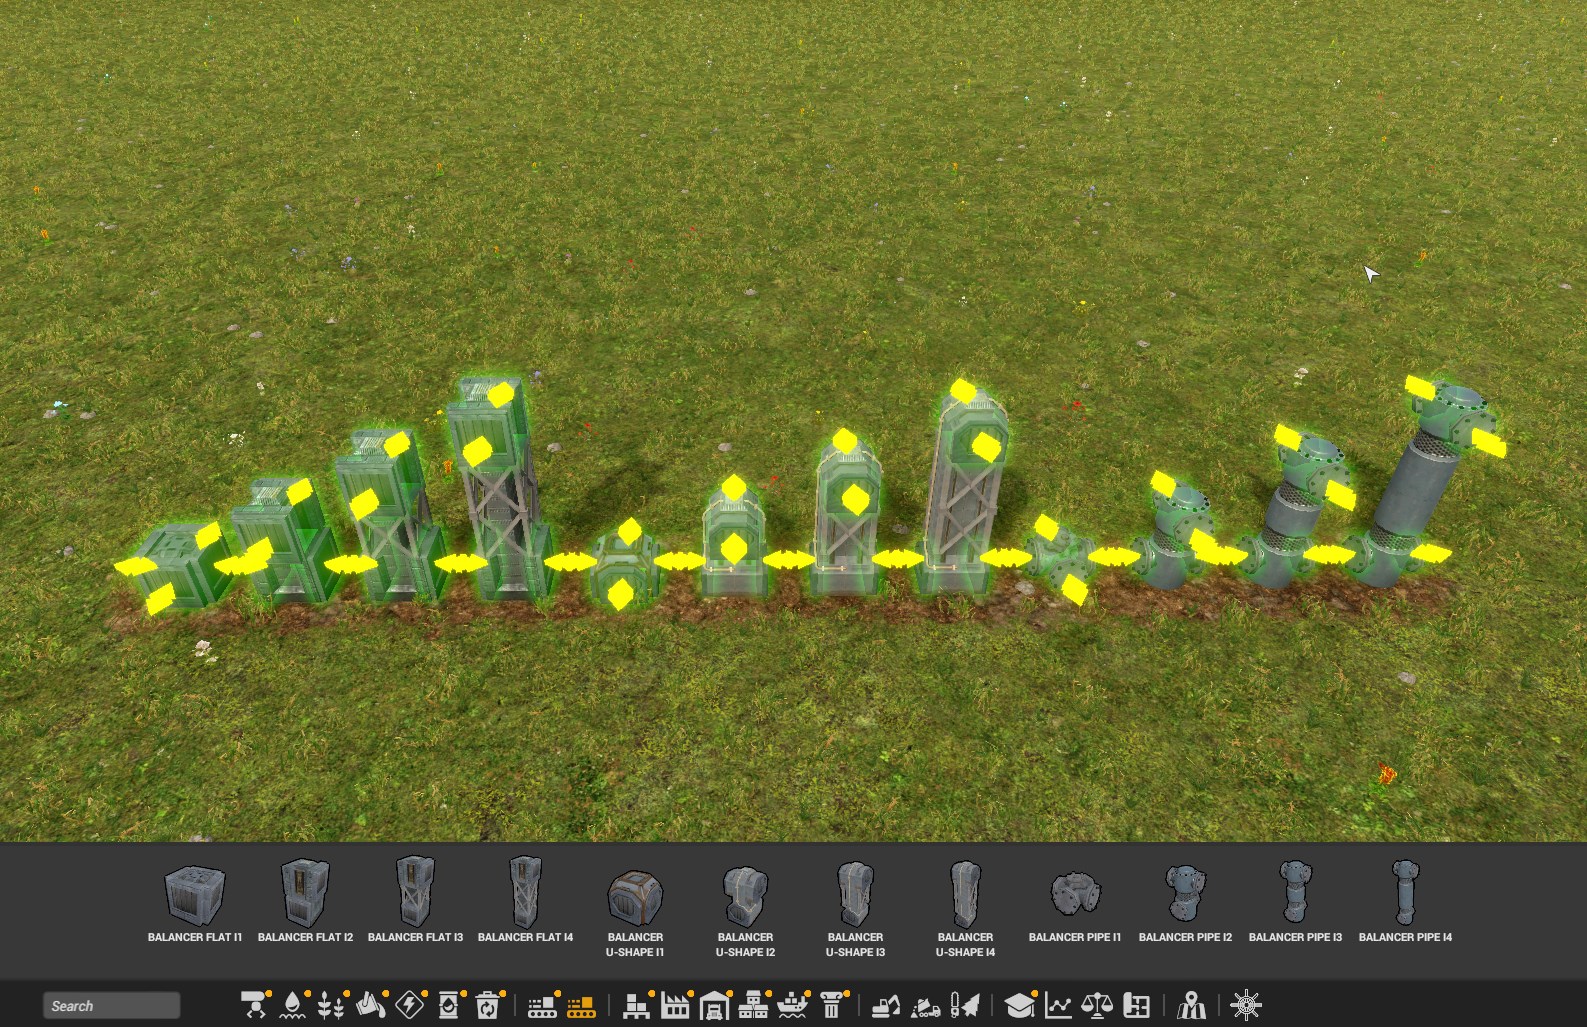 BALANCER FLAT I1
BALANCER FLAT I2
BALANCER FLAT I3
BALANCER FLAT I4
BALANCER
U-SHAPE I1
BALANCER
U-SHAPE I2
BALANCER
U-SHAPE I3
BALANCER
U-SHAPE I4
BALANCER PIPE I1
BALANCER PIPE I2
BALANCER PIPE I3
BALANCER PIPE I4
Search